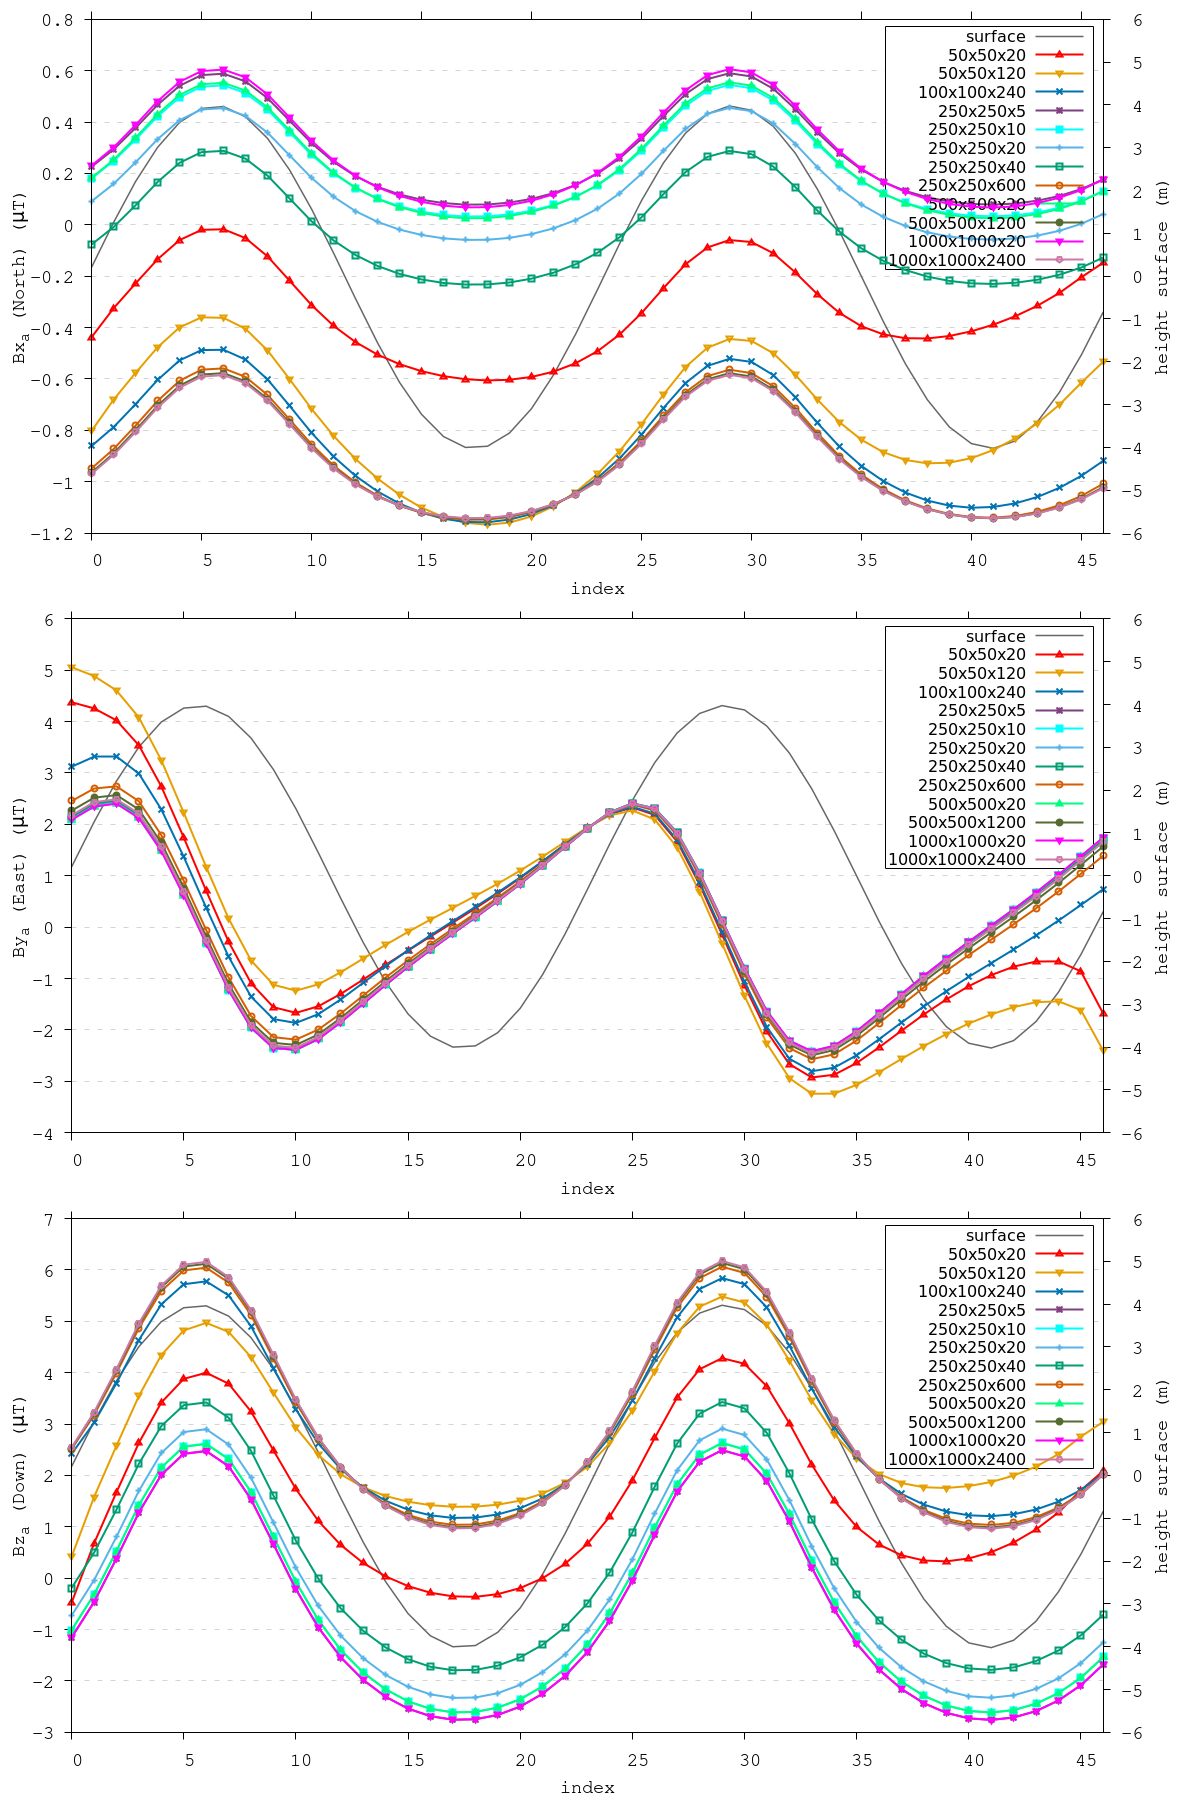 0.8
0.6
0.4
0.2
0
-0.2
-0.4
-0.6
-0.8
-1
-1.2
Bxa (North) (μT)
0 5 10 15 20 25 30 35 40 45
index
6
5
4
3
2
1
0
-1
-2
-3
-4
-5
-6
height surface (m)
surface
50x50x20
50x50x120
100x100x240
250x250x5
250x250x10
250x250x20
250x250x40
250x250x600
500x500x20
500x500x1200
1000x1000x20
1000x1000x2400
6
5
4
3
2
1
0
-1
-2
-3
-4
Bya (East) (μT)
0 5 10 15 20 25 30 35 40 45
index
6
5
4
3
2
1
0
-1
-2
-3
-4
-5
-6
height surface (m)
surface
50x50x20
50x50x120
100x100x240
250x250x5
250x250x10
250x250x20
250x250x40
250x250x600
500x500x20
500x500x1200
1000x1000x20
1000x1000x2400
7
6
5
4
3
2
1
0
-1
-2
-3
Bza (Down) (μT)
0 5 10 15 20 25 30 35 40 45
index
6
5
4
3
2
1
0
-1
-2
-3
-4
-5
-6
height surface (m)
surface
50x50x20
50x50x120
100x100x240
250x250x5
250x250x10
250x250x20
250x250x40
250x250x600
500x500x20
500x500x1200
1000x1000x20
1000x1000x2400